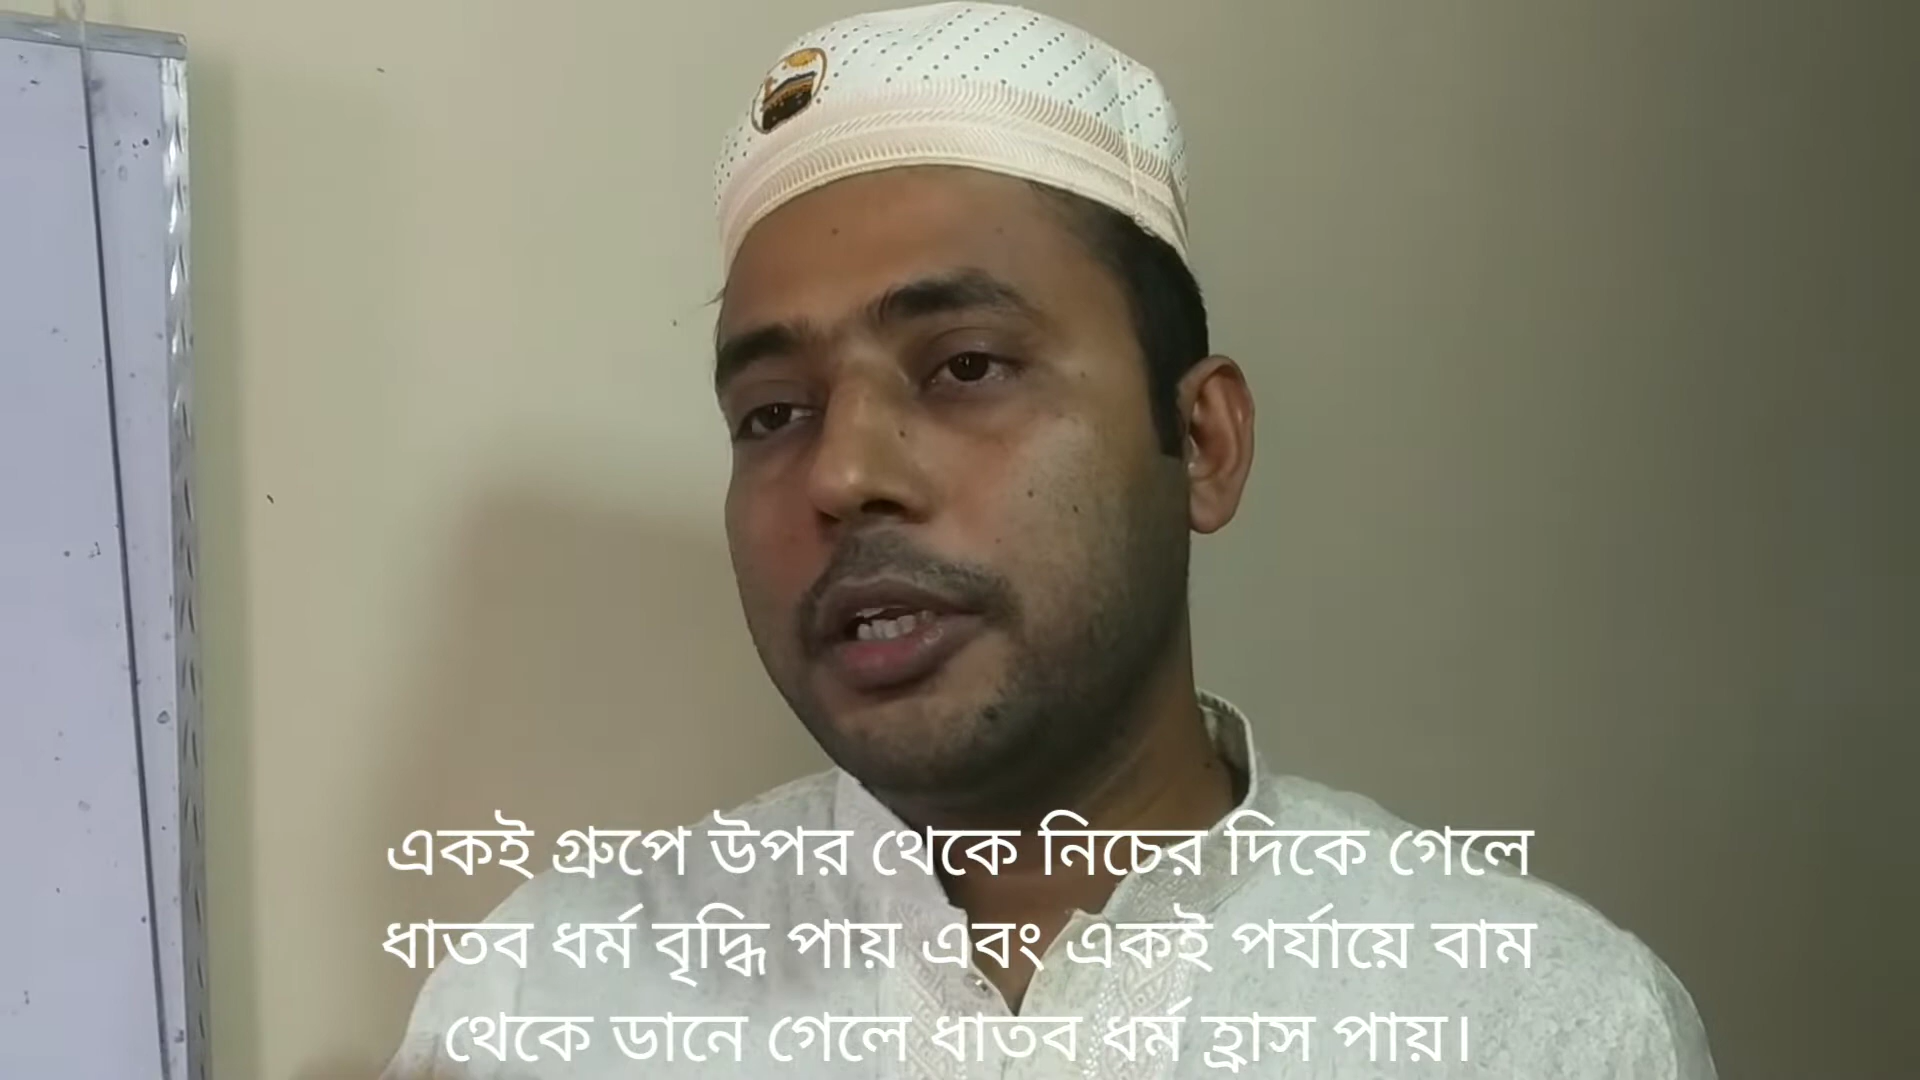 একই গ্রুপে উপর থেকে নিচের দিকে গেলে
ধাতব ধর্ম বৃদ্ধি পায় এবং একই পর্যায়ে বাম
থেকে ডানে গেলে ধাতব ধর্ম হ্রাস পায়।